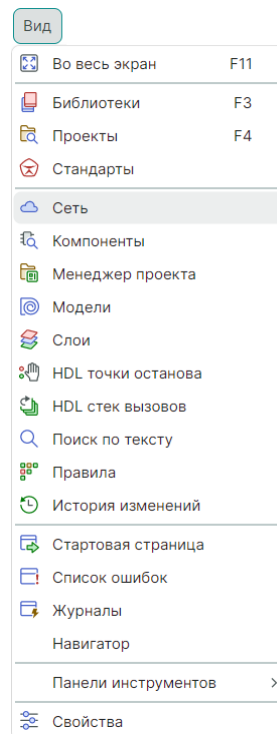 Вид
Во весь экран F11
Библиотеки F3
Проекты F4
Стандарты
Сеть
Компоненты
Менеджер проекта
Модели
Слои
HDL точки останова
HDL стек вызовов
Поиск по тексту
Правила
История изменений
Стартовая страница
Список ошибок
Журналы
Навигатор
Панели инструментов
Свойства